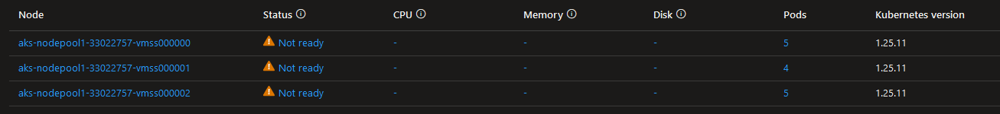 Node Status CPU Memory Disk Pods Kubernetes version
aks-nodepool1-33022757-vmss000000 Not ready - - - 5 1.25.11
aks-nodepool1-33022757-vmss000001 Not ready - - - 4 1.25.11
aks-nodepool1-33022757-vmss000002 Not ready - - - 5 1.25.11